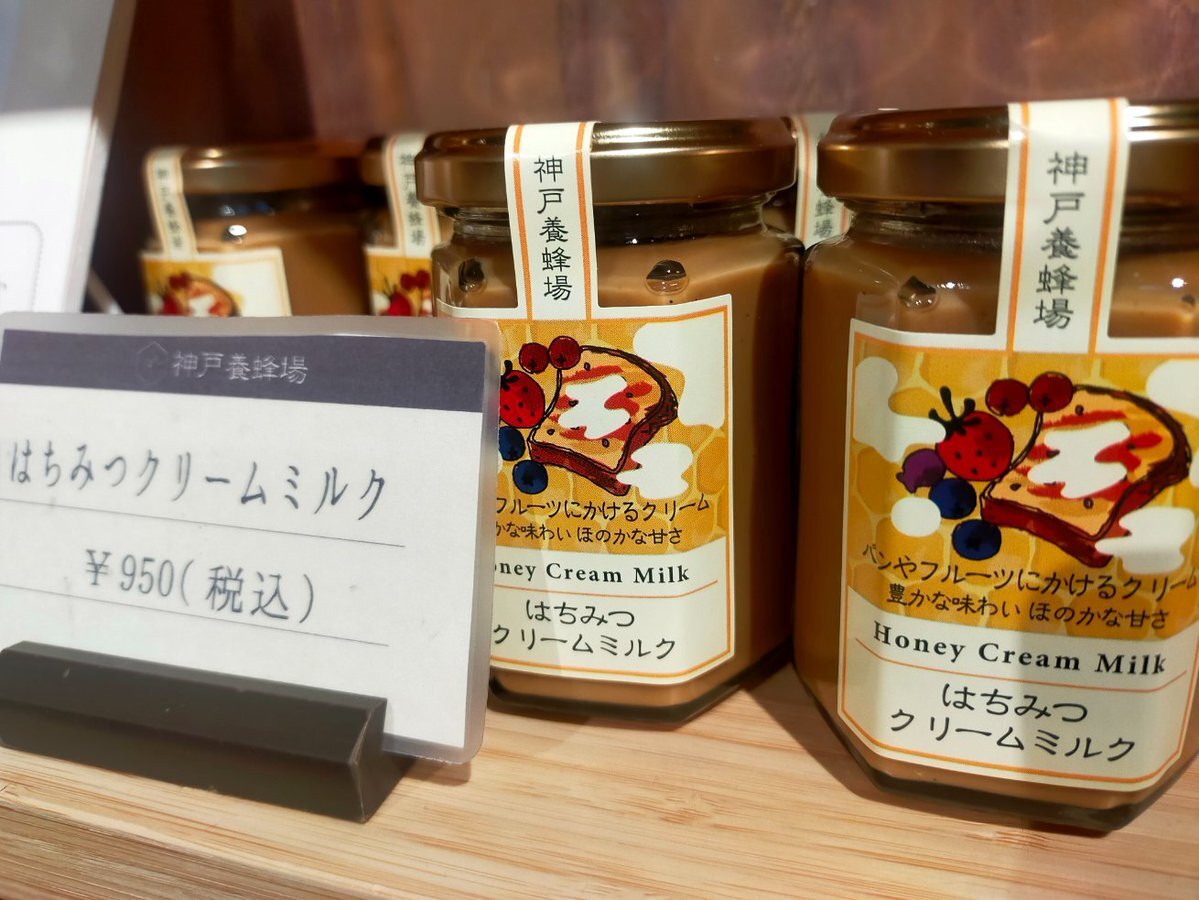 神戸養蜂場
はちみつクリームミルク
¥950(税込)
神戸養蜂場
フルーツにかけるクリーム
かな味わい ほのかな甘さ
ney Cream Milk
はちみつ
クリームミルク
神戸養蜂場
パンやフルーツにかけるクリーム
豊かな味わい ほのかな甘さ
Honey Cream Milk
はちみつ
クリームミルク